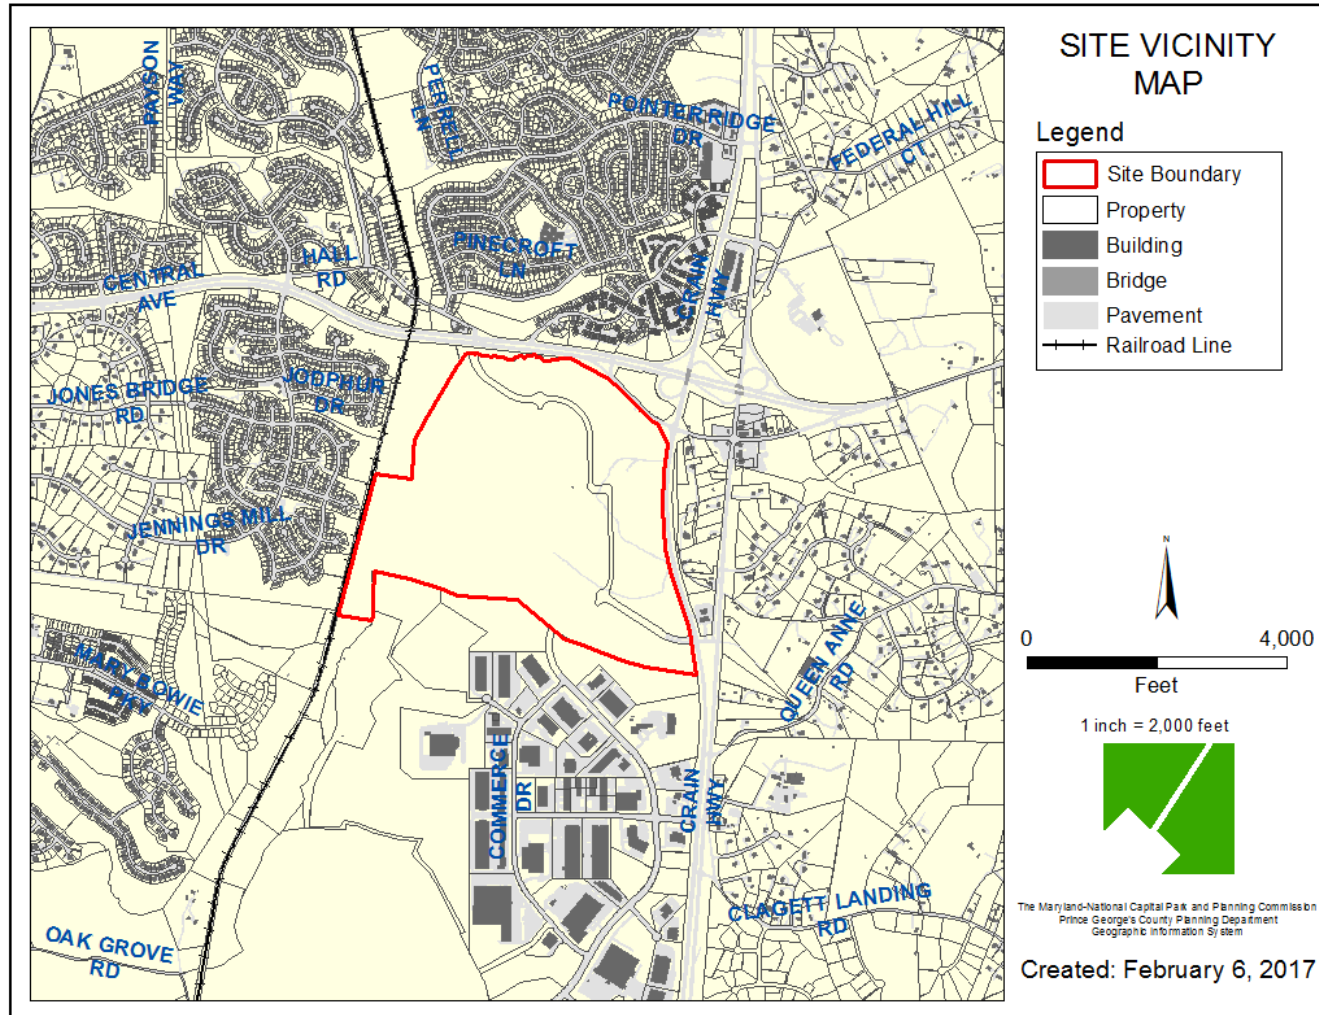 PAYSON
WAY
PERRELL
LN
POINTER RIDGE
DR
FEDERAL HILL
CT
PINECROFT
LN
HALL
RD
CENTRAL
AVE
CRAIN
HWY
JONES BRIDGE
RD
JODPHUR
DR
JENNINGS MILL
DR
MARY BOWIE
PKY
QUEEN ANNE
RD
COMMERCE
DR
CRAIN
HWY
CLAGETT LANDING
RD
OAK GROVE
RD
SITE VICINITY
MAP
Legend
Site Boundary
Property
Building
Bridge
Pavement
Railroad Line
N
0 4,000
Feet
1 inch = 2,000 feet
The Maryland-National Capital Park and Planning Commission
Prince George's County Planning Department
Geographic Information System
Created: February 6, 2017